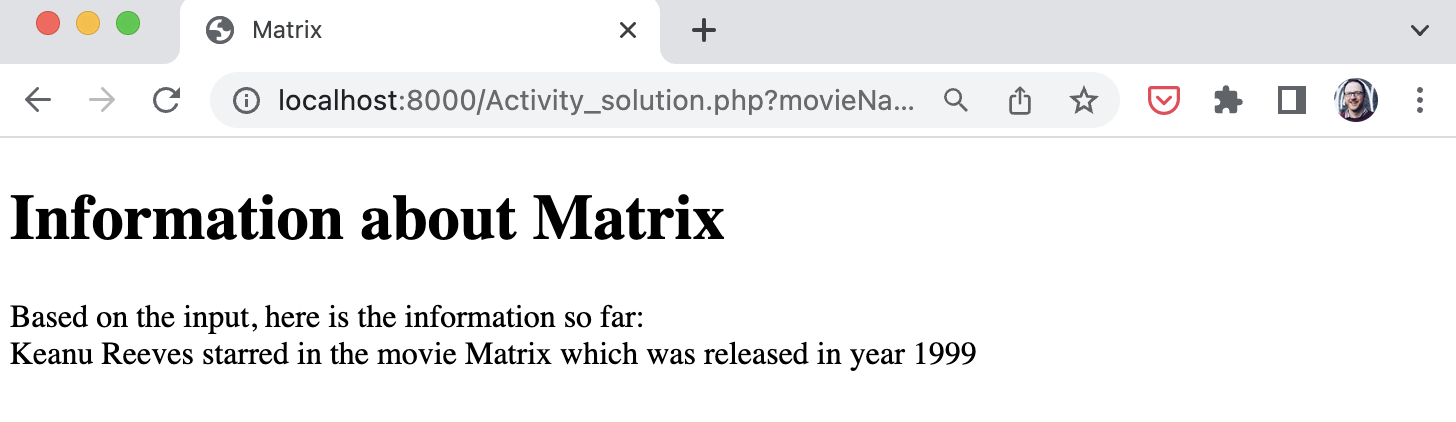 Matrix
localhost:8000/Activity_solution.php?movieNa...
Information about Matrix
Based on the input, here is the information so far:
Keanu Reeves starred in the movie Matrix which was released in year 1999